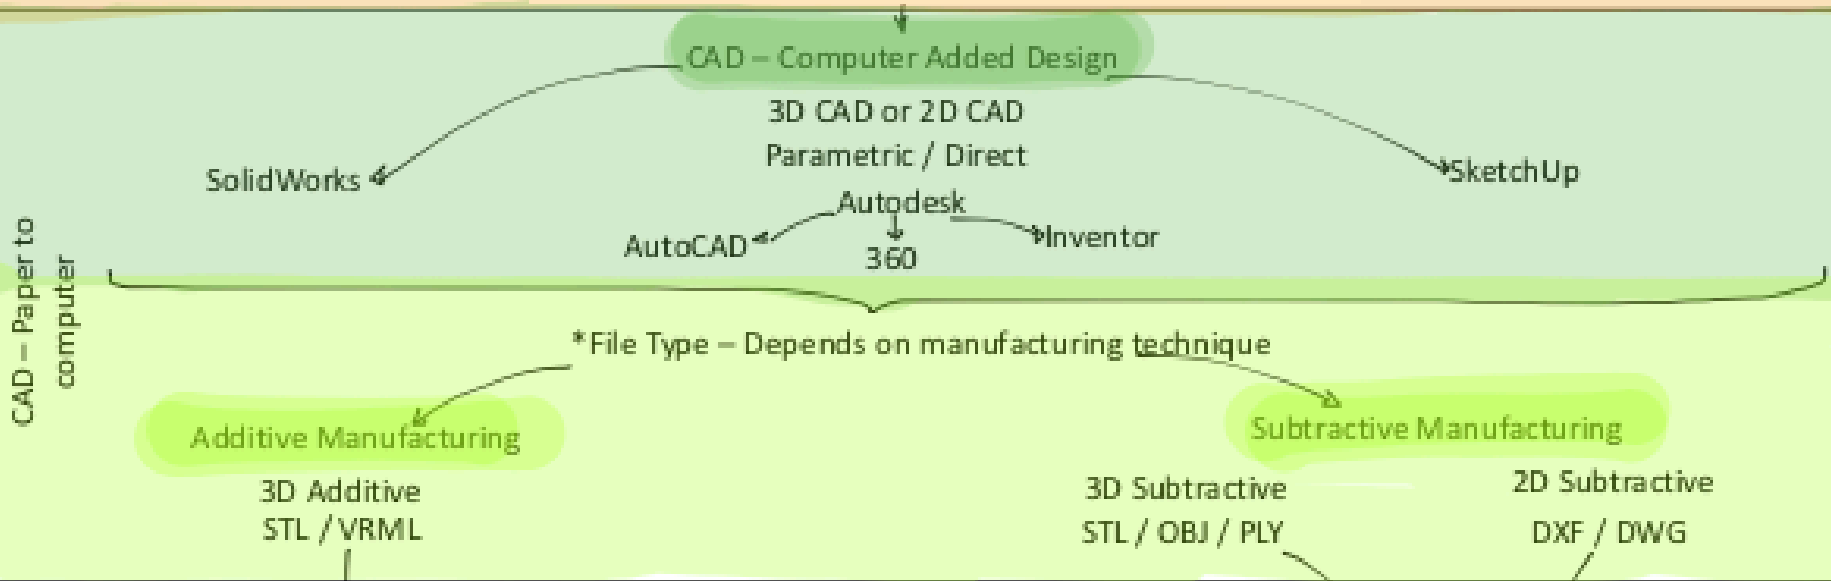 CAD – Computer Added Design
3D CAD or 2D CAD
Parametric / Direct
SolidWorks
SketchUp
Autodesk
AutoCAD
360
Inventor
CAD – Paper to
computer
*File Type – Depends on manufacturing technique
Additive Manufacturing
3D Additive
STL / VRML
Subtractive Manufacturing
3D Subtractive
STL / OBJ / PLY
2D Subtractive
DXF / DWG